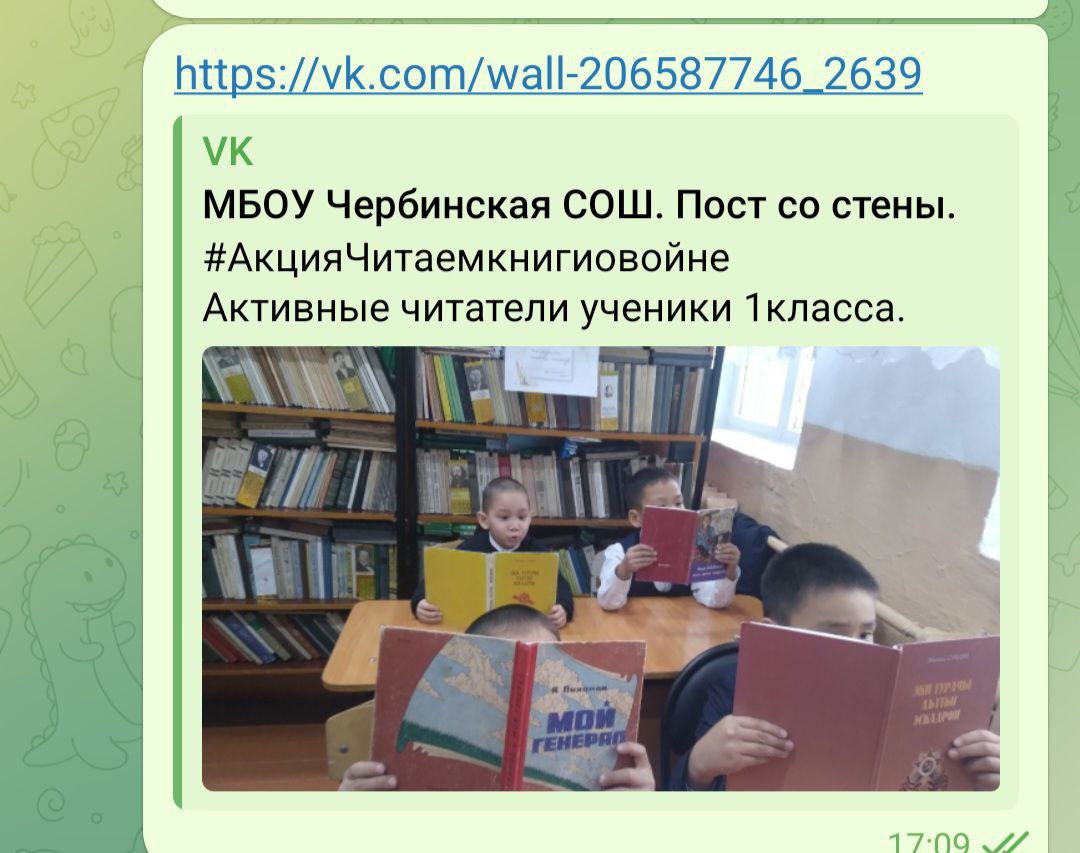 https://vk.com/wall-206587746_2639
VK
МБОУ Чербинская СОШ. Пост со стены.
#АкцияЧитаемкнигиовойне
Активные читатели ученики 1класса.
МОЙ
ГЕНЕРАЛ
17:09